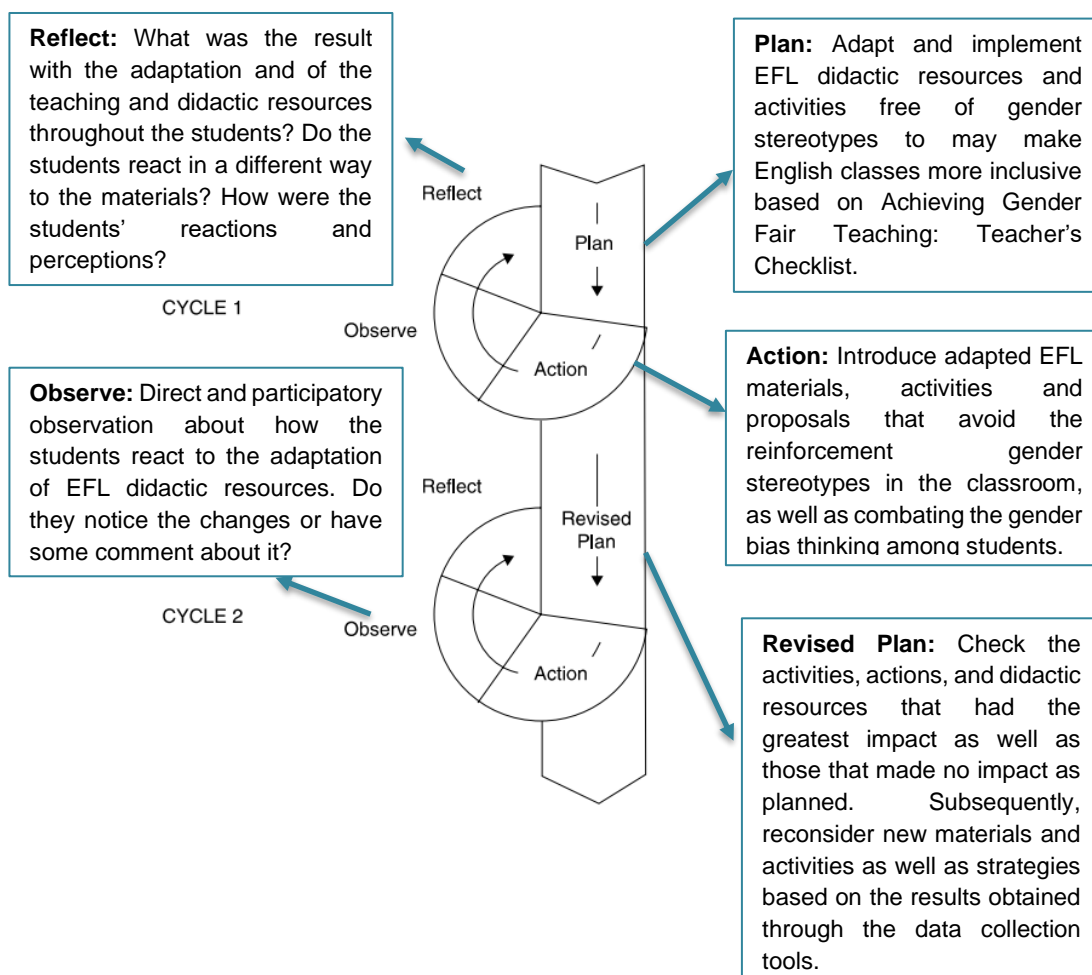 Reflect: What was the result
with the adaptation and of the
teaching and didactic resources
throughout the students? Do the
students react in a different way
to the materials? How were the
students’ reactions and
perceptions?
Plan: Adapt and implement
EFL didactic resources and
activities free of gender
stereotypes to may make
English classes more inclusive
based on Achieving Gender
Fair Teaching: Teacher’s
Checklist.
Reflect
Plan
CYCLE 1
Observe
Action
Action: Introduce adapted EFL
materials, activities and
proposals that avoid the
reinforcement gender
stereotypes in the classroom,
as well as combating the gender
bias thinking among students.
Observe: Direct and participatory
observation about how the
students react to the adaptation
of EFL didactic resources. Do
they notice the changes or have
some comment about it?
Reflect
Revised
Plan
CYCLE 2
Observe
Action
Revised Plan: Check the
activities, actions, and didactic
resources that had the
greatest impact as well as
those that made no impact as
planned. Subsequently,
reconsider new materials and
activities as well as strategies
based on the results obtained
through the data collection
tools.